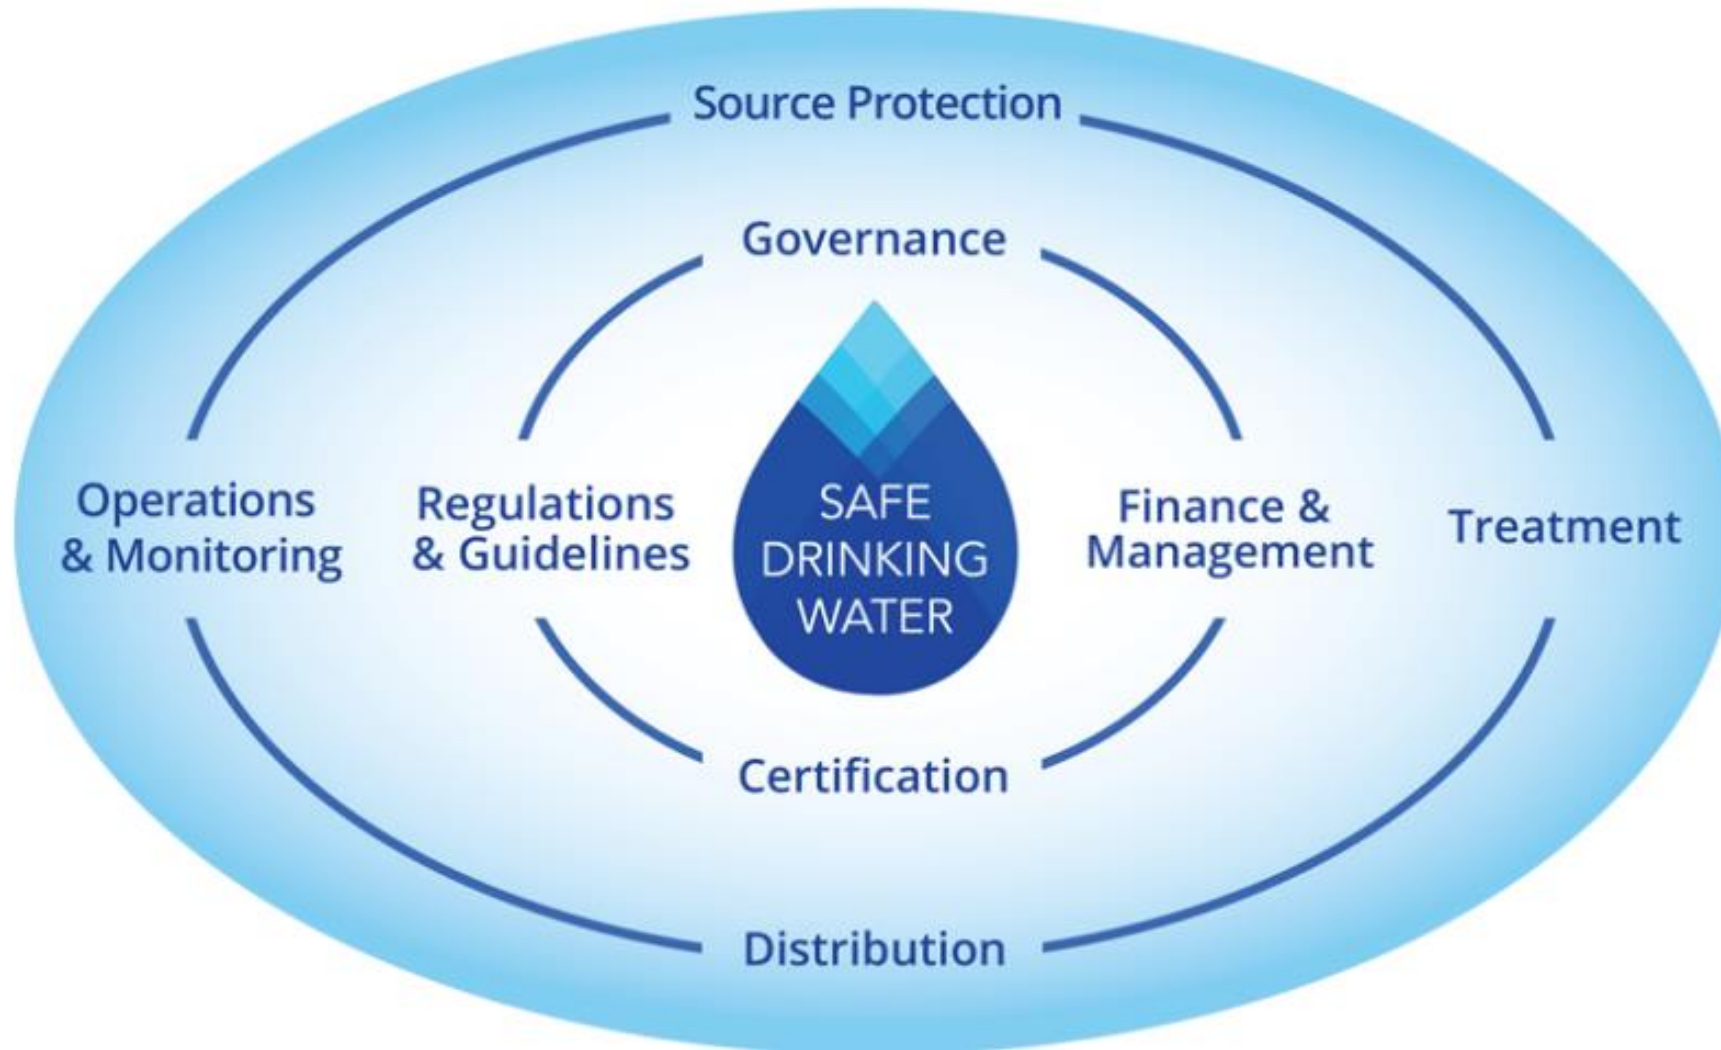 Source Protection
Governance
Operations
& Monitoring
Regulations
& Guidelines
SAFE
DRINKING
WATER
Finance &
Management
Treatment
Certification
Distribution